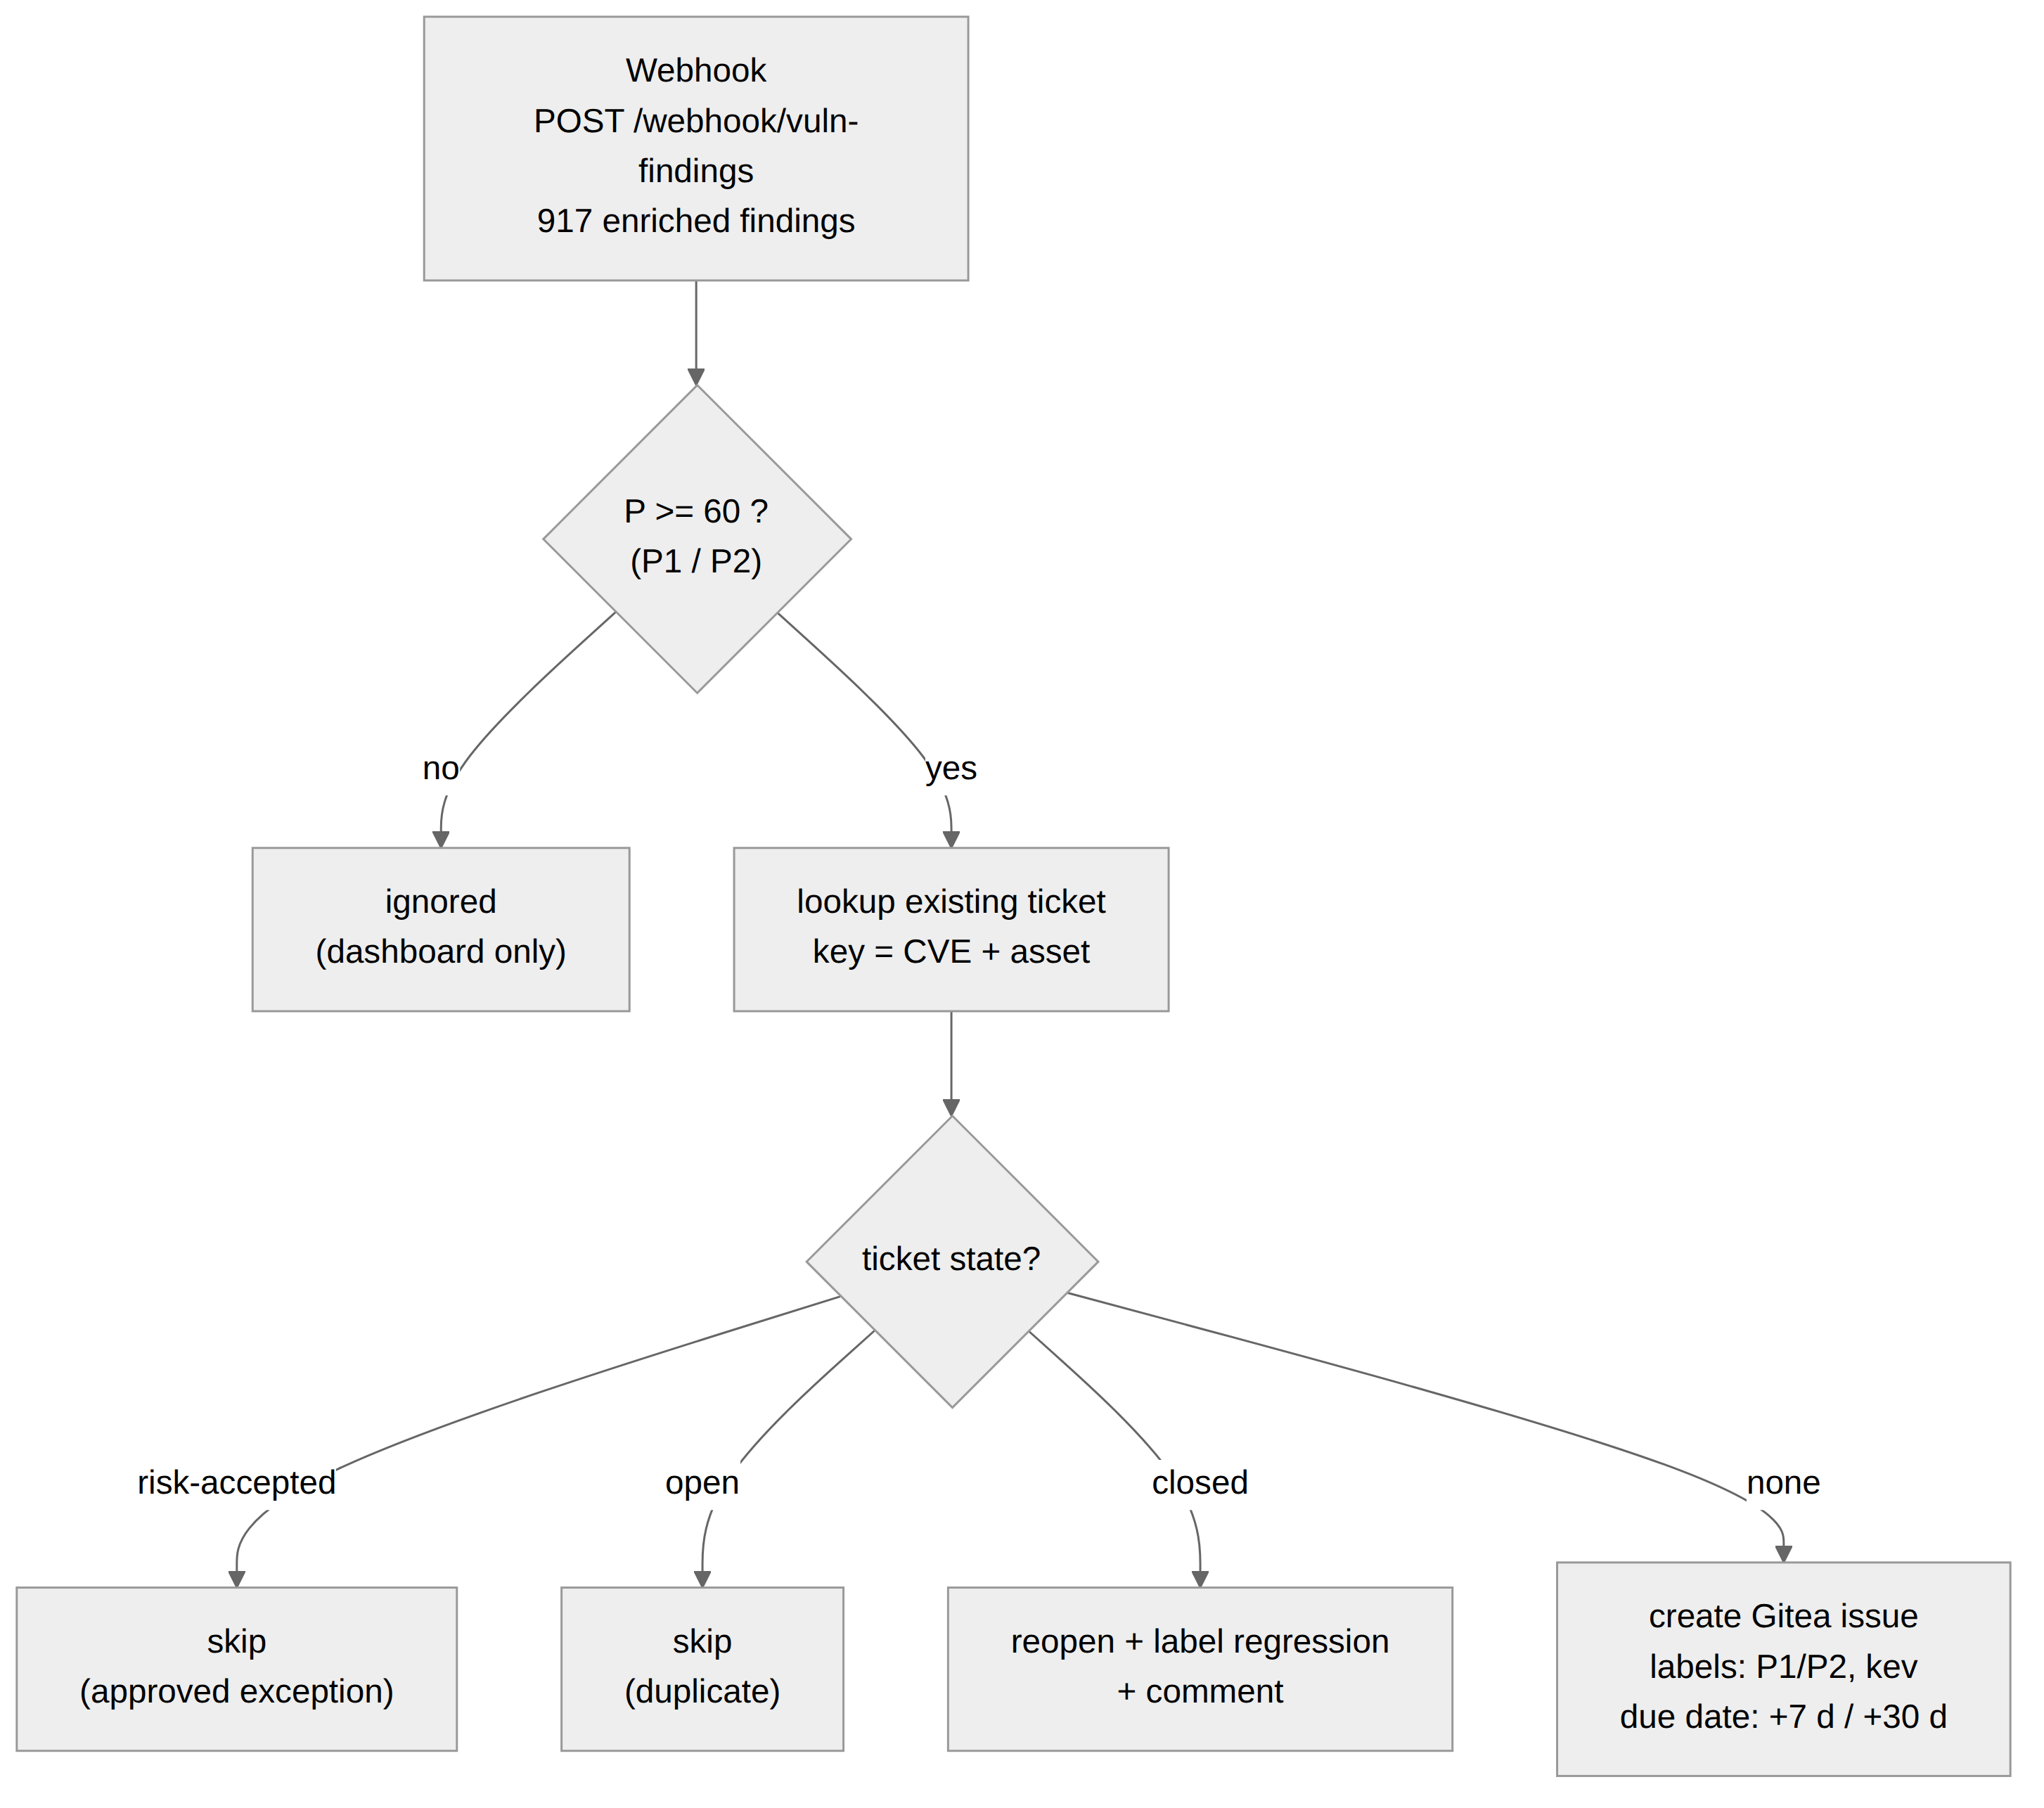 Webhook
POST /webhook/vuln-
findings
917 enriched findings
P >= 60 ?
(P1 / P2)
no
yes
ignored
(dashboard only)
lookup existing ticket
key = CVE + asset
ticket state?
risk-accepted
open
closed
none
skip
(approved exception)
skip
(duplicate)
reopen + label regression
+ comment
create Gitea issue
labels: P1/P2, kev
due date: +7 d / +30 d